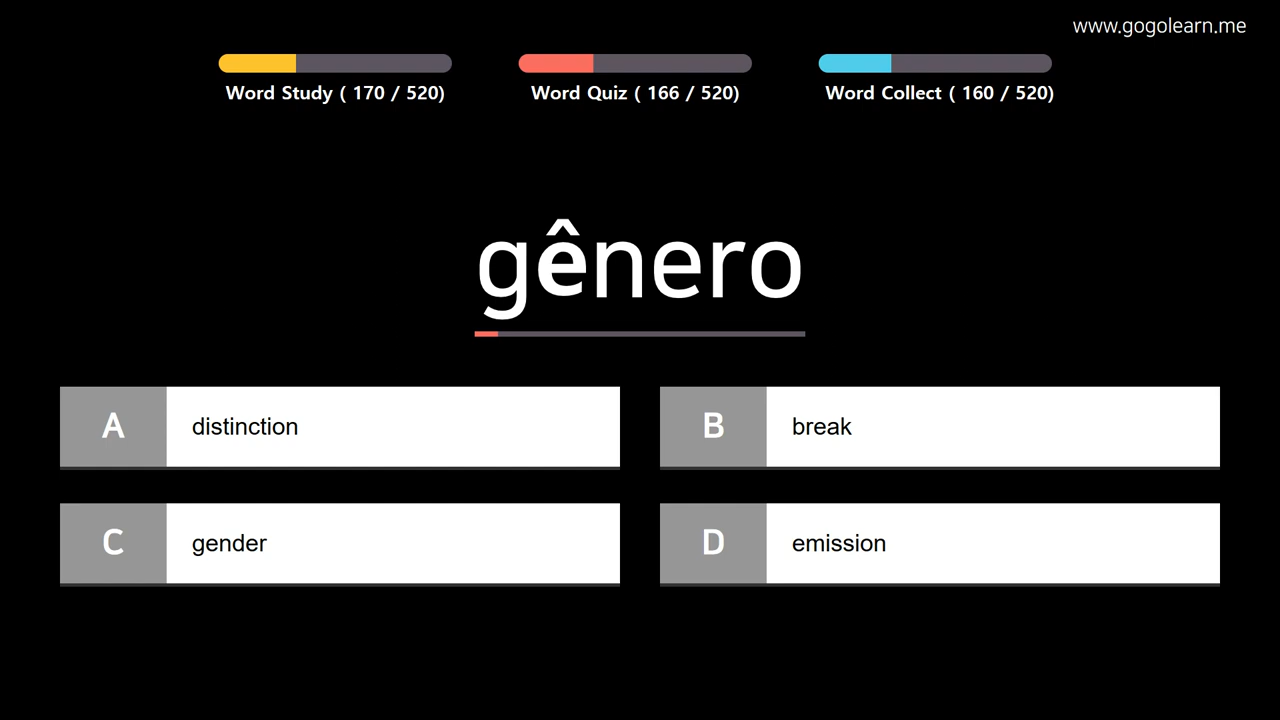 www.gogolearn.me
Word Study ( 170 / 520)
Word Quiz ( 166 / 520)
Word Collect ( 160 / 520)
gênero
A distinction
B break
C gender
D emission